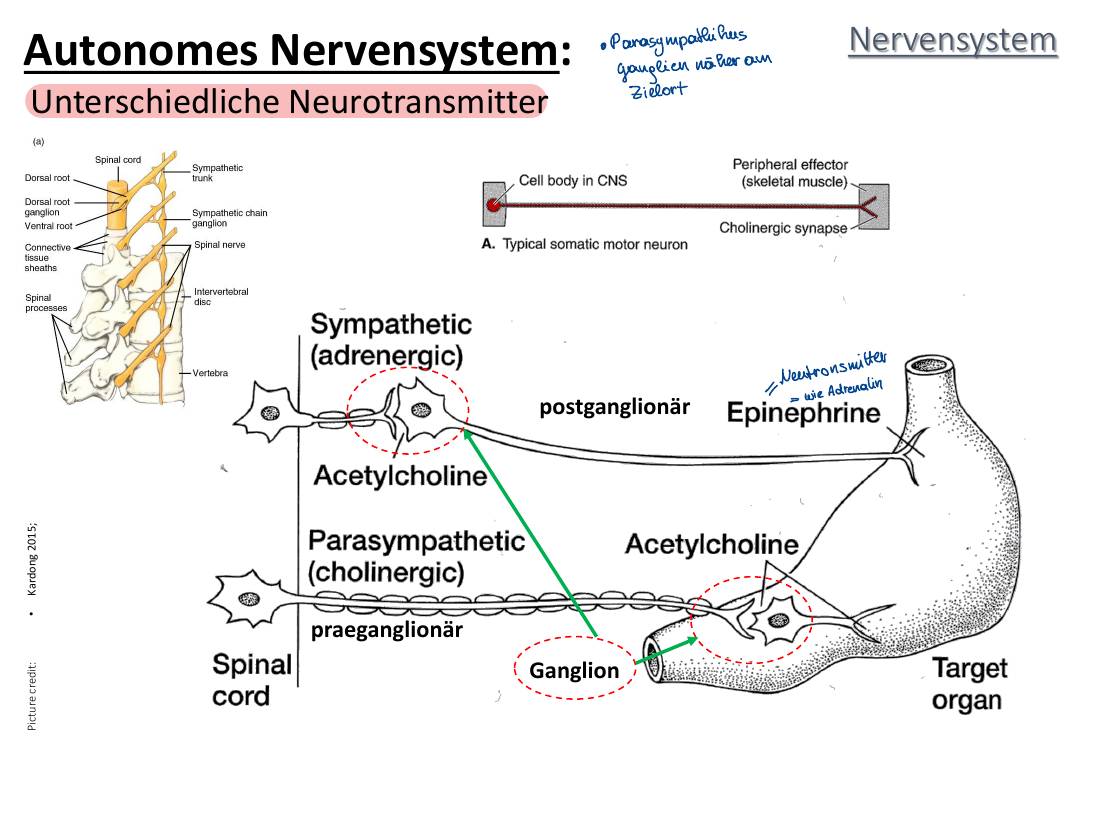 Autonomes Nervensystem:
Unterschiedliche Neurotransmitter
• Parasympathikus
ganglien näher am
Zielort
Nervensystem
(a)
Spinal cord
Dorsal root
Dorsal root
ganglion
Ventral root
Connective
tissue
sheaths
Spinal
processes
Sympathetic
trunk
Sympathetic chain
ganglion
Spinal nerve
Intervertebral
disc
Vertebra
Cell body in CNS
Peripheral effector
(skeletal muscle)
Cholinergic synapse
A. Typical somatic motor neuron
Sympathetic
(adrenergic)
= Neutronsmitter
= wie Adrenalin
postganglionär
Epinephrine
Acetylcholine
Parasympathetic
(cholinergic)
Acetylcholine
praeganglionär
Spinal
cord
Ganglion
Target
organ
Picture credit: • Kardong 2015;